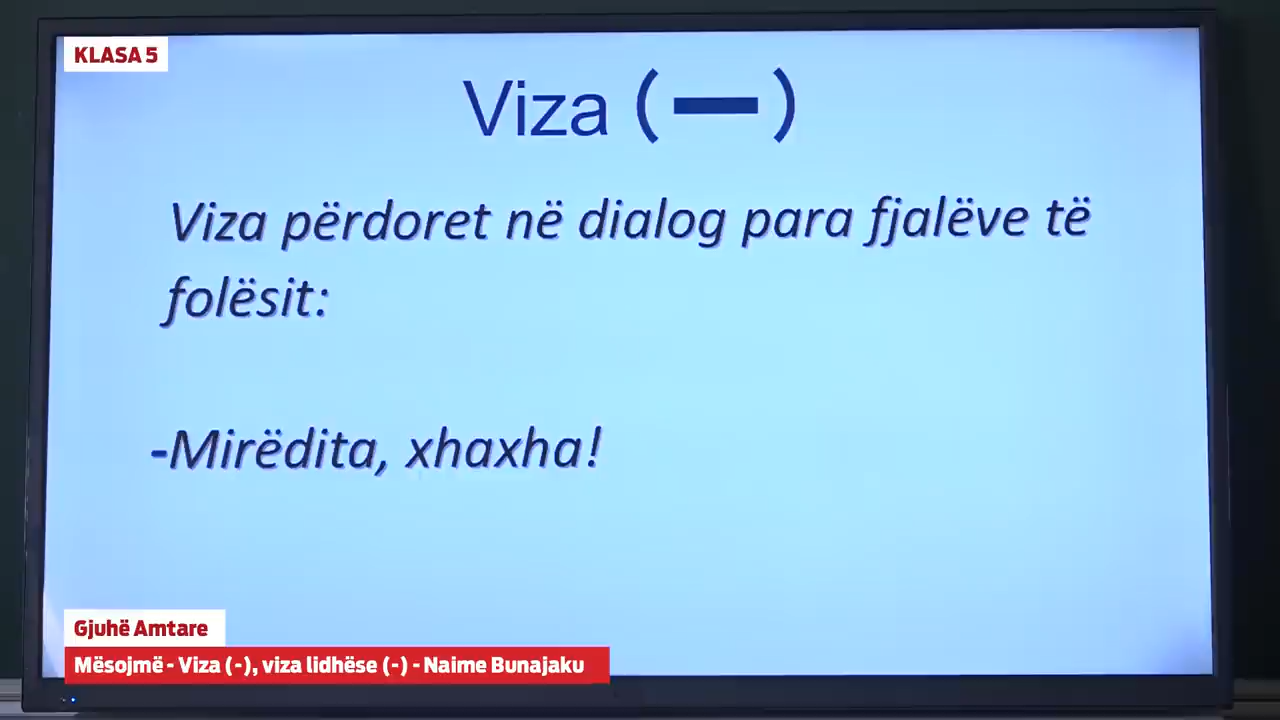 KLASA 5
Viza (—)
Viza përdoret në dialog para fjalëve të
folësit:
-Mirëdita, xhaxha!
Gjuhë Amtare
Mësojmë - Viza (-), viza lidhëse (-) - Naime Bunajaku